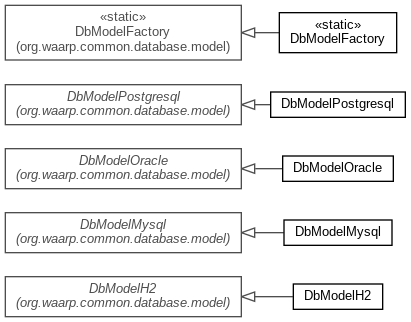 «static»
DbModelFactory
(org.waarp.common.database.model)
«static»
DbModelFactory
DbModelPostgresql
(org.waarp.common.database.model)
DbModelPostgresql
DbModelOracle
(org.waarp.common.database.model)
DbModelOracle
DbModelMysql
(org.waarp.common.database.model)
DbModelMysql
DbModelH2
(org.waarp.common.database.model)
DbModelH2